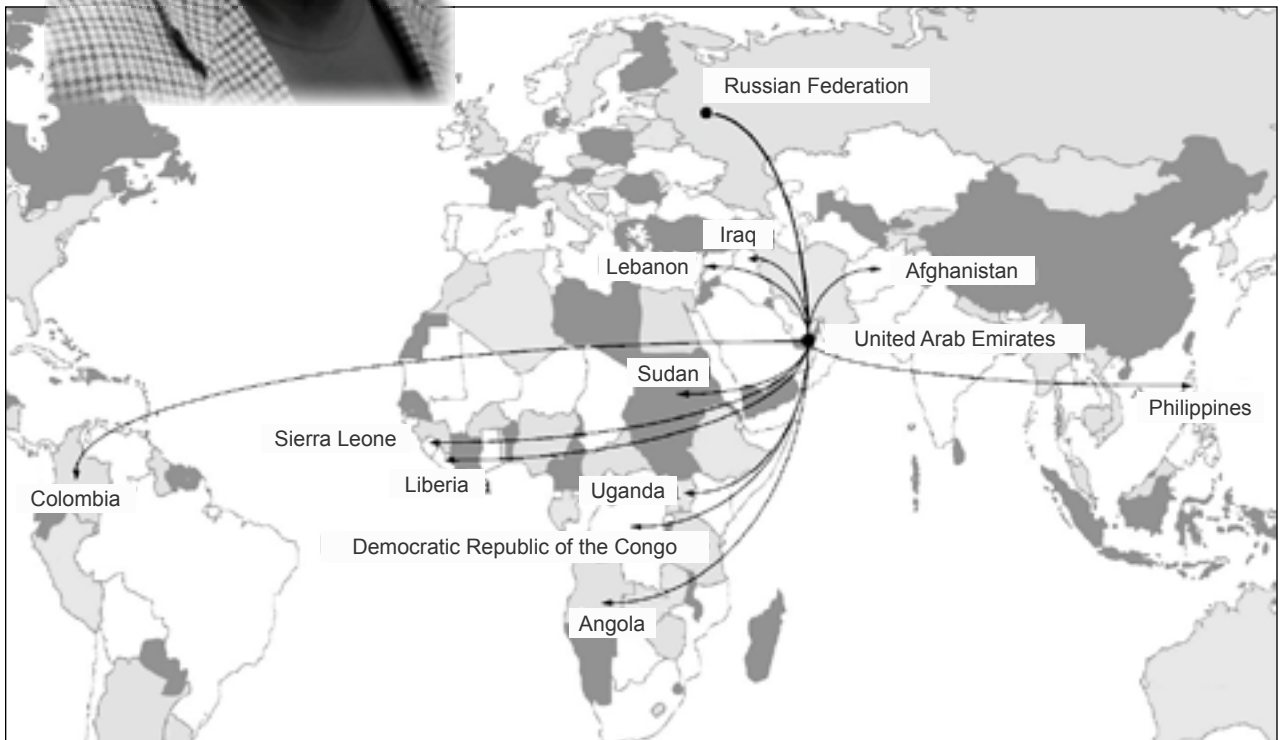 Russian Federation
Iraq
Lebanon
Afghanistan
United Arab Emirates
Sudan
Philippines
Sierra Leone
Liberia
Uganda
Colombia
Democratic Republic of the Congo
Angola